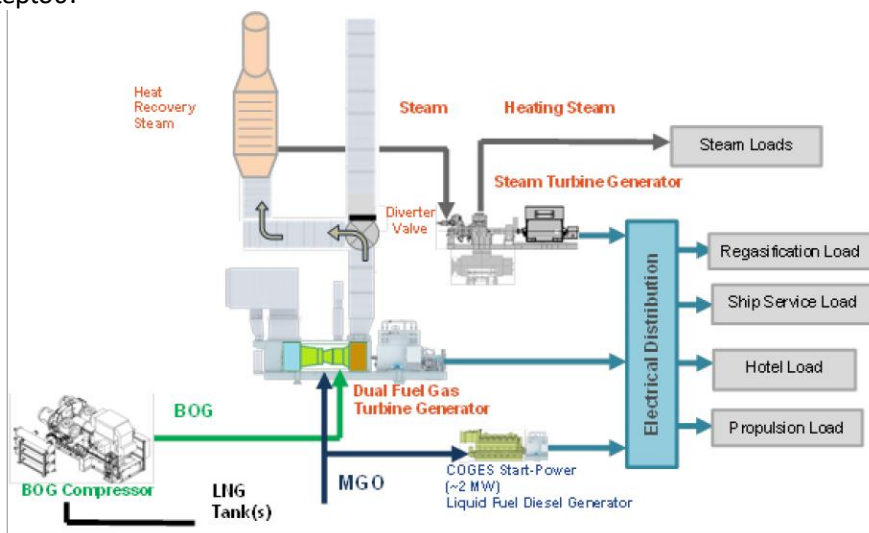 Heat
Recovery
Steam
Steam
Heating Steam
Steam Loads
Steam Turbine Generator
Diverter
Valve
Regasification Load
Ship Service Load
Hotel Load
Propulsion Load
Electrical Distribution
Dual Fuel Gas
Turbine Generator
BOG
BOG Compressor
LNG
Tank(s)
MGO
COGES Start-Power
(~2 MW)
Liquid Fuel Diesel Generator